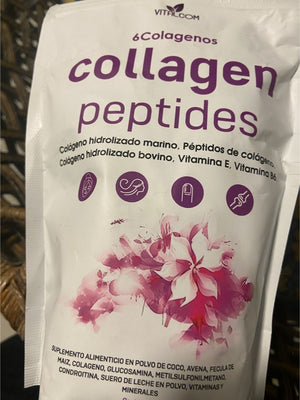 VITALCOM
6Colagenos
collagen
peptides
Colágeno hidrolizado marino, Péptidos de colágeno,
Colágeno hidrolizado bovino, Vitamina E, Vitamina B6
SUPLEMENTO ALIMENTICIO EN POLVO DE COCO, AVENA, FECULA DE
MAIZ, COLAGENO, GLUCOSAMINA, METILSULFONILMETANO,
CONDROITINA, SUERO DE LECHE EN POLVO, VITAMINAS Y
MINERALES